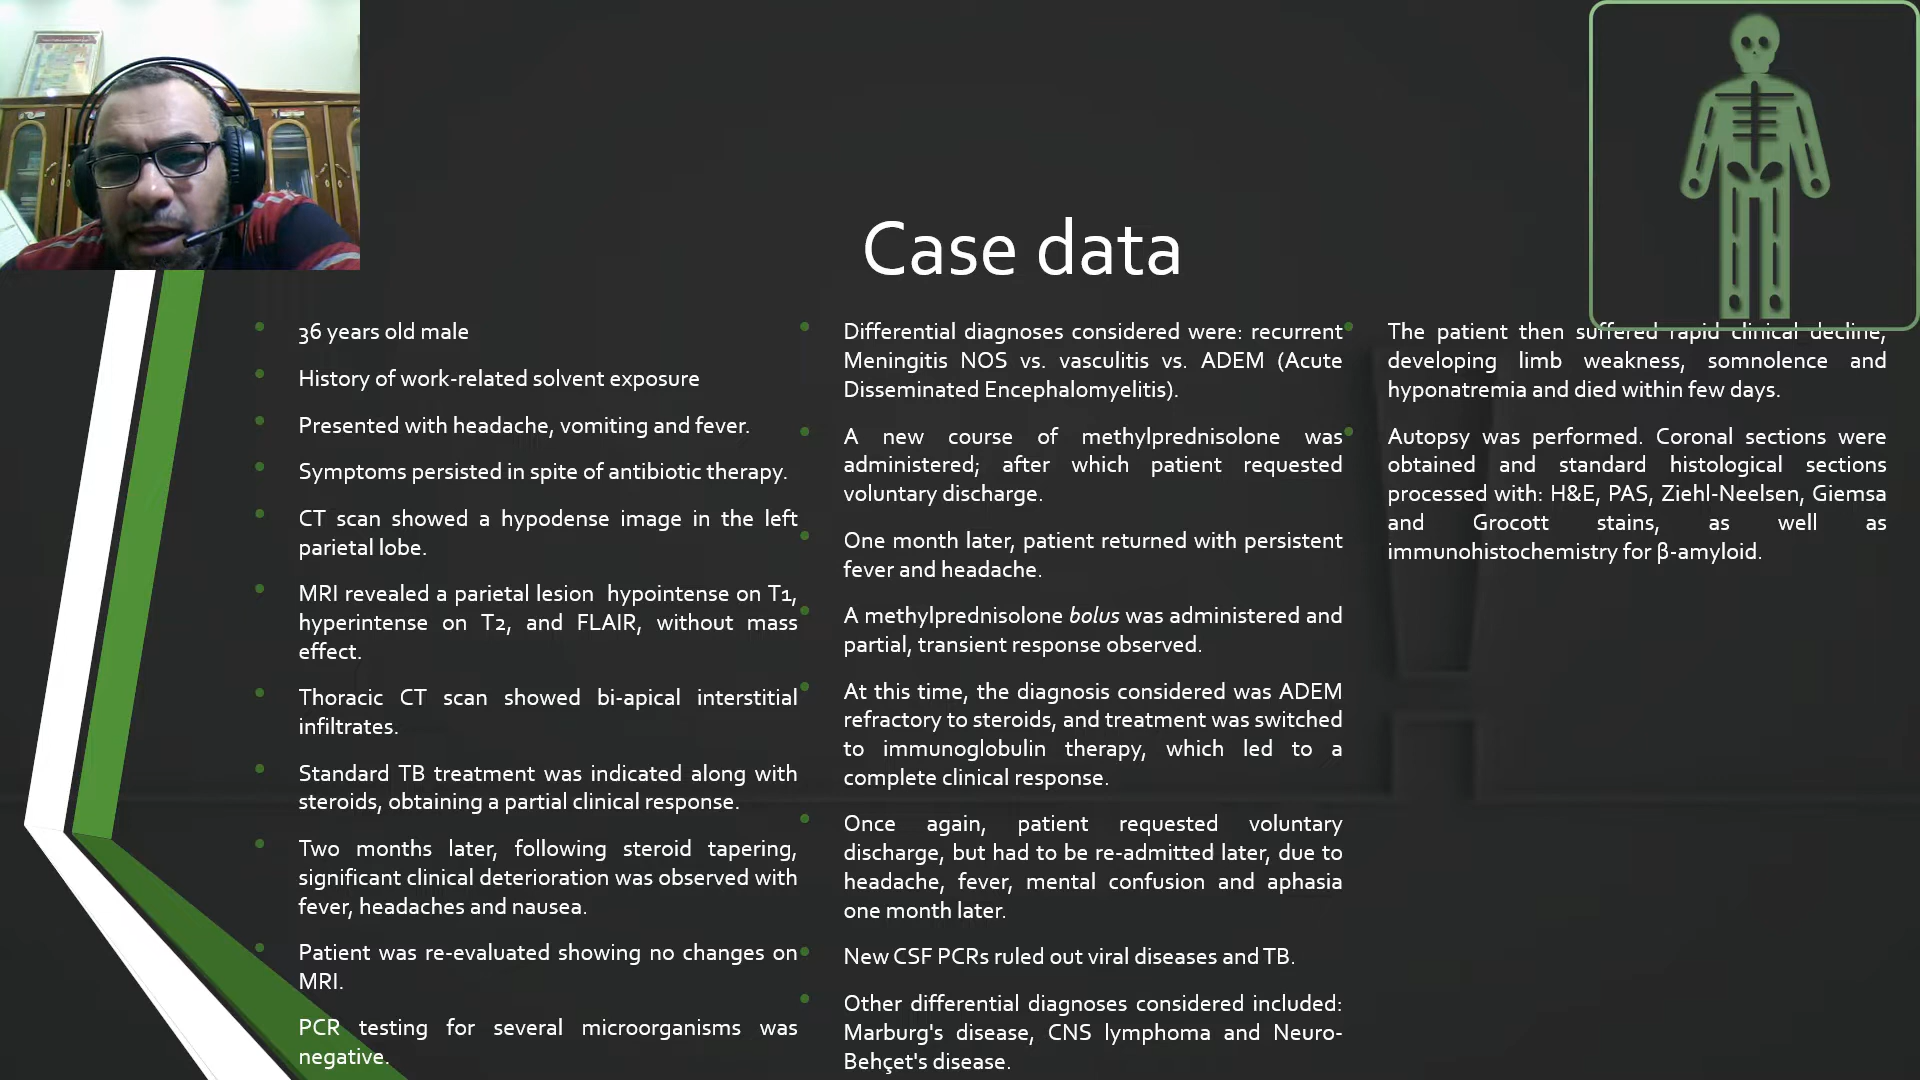 Case data
36 years old male
History of work-related solvent exposure
Presented with headache, vomiting and fever.
Symptoms persisted in spite of antibiotic therapy.
CT scan showed a hypodense image in the left
parietal lobe.
MRI revealed a parietal lesion hypointense on T1,
hyperintense on T2, and FLAIR, without mass
effect.
Thoracic CT scan showed bi-apical interstitial
infiltrates.
Standard TB treatment was indicated along with
steroids, obtaining a partial clinical response.
Two months later, following steroid tapering,
significant clinical deterioration was observed with
fever, headaches and nausea.
Patient was re-evaluated showing no changes on
MRI.
PCR testing for several microorganisms was
negative.
Differential diagnoses considered were: recurrent
Meningitis NOS vs. vasculitis vs. ADEM (Acute
Disseminated Encephalomyelitis).
A new course of methylprednisolone was
administered; after which patient requested
voluntary discharge.
One month later, patient returned with persistent
fever and headache.
A methylprednisolone bolus was administered and
partial, transient response observed.
At this time, the diagnosis considered was ADEM
refractory to steroids, and treatment was switched
to immunoglobulin therapy, which led to a
complete clinical response.
Once again, patient requested voluntary
discharge, but had to be re-admitted later, due to
headache, fever, mental confusion and aphasia
one month later.
New CSF PCRs ruled out viral diseases and TB.
Other differential diagnoses considered included:
Marburg's disease, CNS lymphoma and Neuro-
Behçet's disease.
The patient then suffered rapid clinical decline,
developing limb weakness, somnolence and
hyponatremia and died within few days.
Autopsy was performed. Coronal sections were
obtained and standard histological sections
processed with: H&E, PAS, Ziehl-Neelsen, Giemsa
and Grocott stains, as well as
immunohistochemistry for β-amyloid.